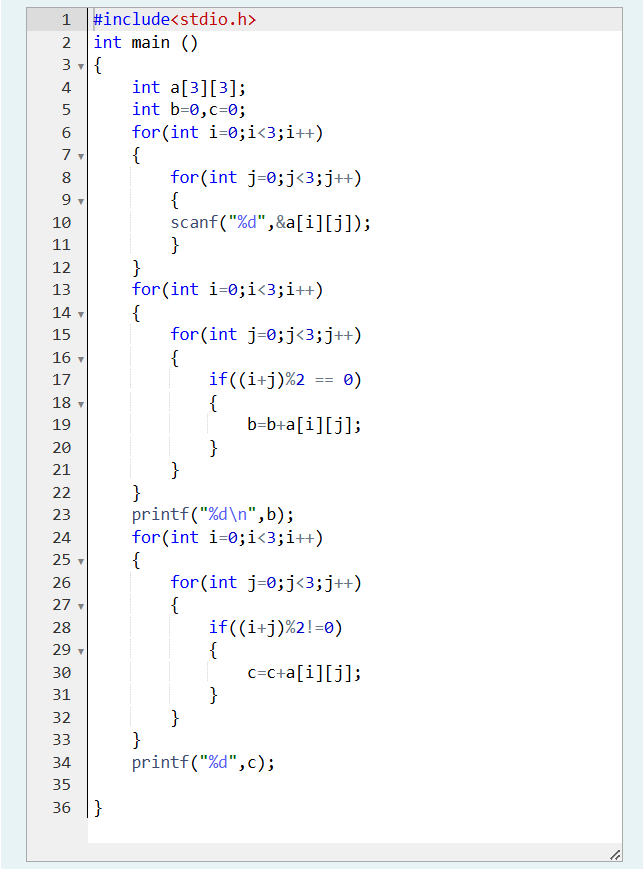 1 #include<stdio.h>
2 int main ()
3 {
4 int a[3][3];
5 int b=0,c=0;
6 for(int i=0;i<3;i++)
7 {
8 for(int j=0;j<3;j++)
9 {
10 scanf("%d",&a[i][j]);
11 }
12 }
13 for(int i=0;i<3;i++)
14 {
15 for(int j=0;j<3;j++)
16 {
17 if((i+j)%2 == 0)
18 {
19 b=b+a[i][j];
20 }
21 }
22 }
23 printf("%d\n",b);
24 for(int i=0;i<3;i++)
25 {
26 for(int j=0;j<3;j++)
27 {
28 if((i+j)%2!=0)
29 {
30 c=c+a[i][j];
31 }
32 }
33 }
34 printf("%d",c);
35
36 }